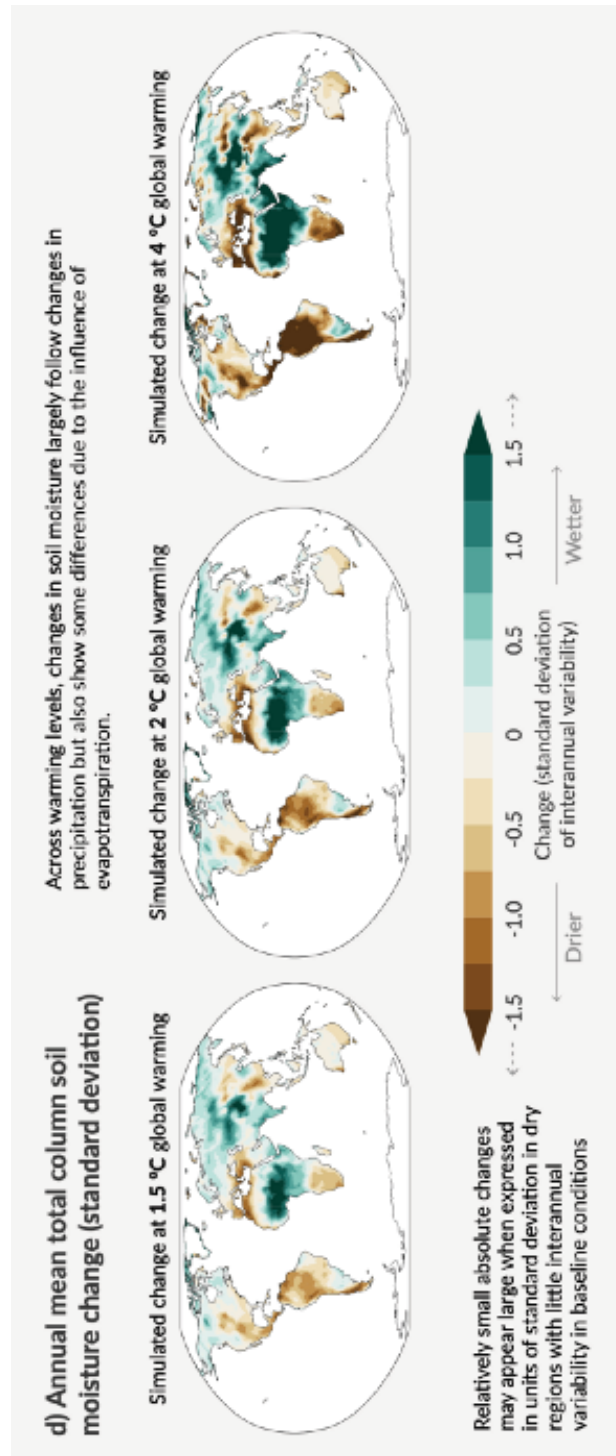 d) Annual mean total column soil
moisture change (standard deviation)
Across warming levels, changes in soil moisture largely follow changes in
precipitation but also show some differences due to the influence of
evapotranspiration.
Simulated change at 1.5 °C global warming
Simulated change at 2 °C global warming
Simulated change at 4 °C global warming
Relatively small absolute changes
may appear large when expressed
in units of standard deviation in dry
regions with little interannual
variability in baseline conditions
-1.5 -1.0 -0.5 0 0.5 1.0 1.5
Change (standard deviation
of interannual variability)
Drier
Wetter